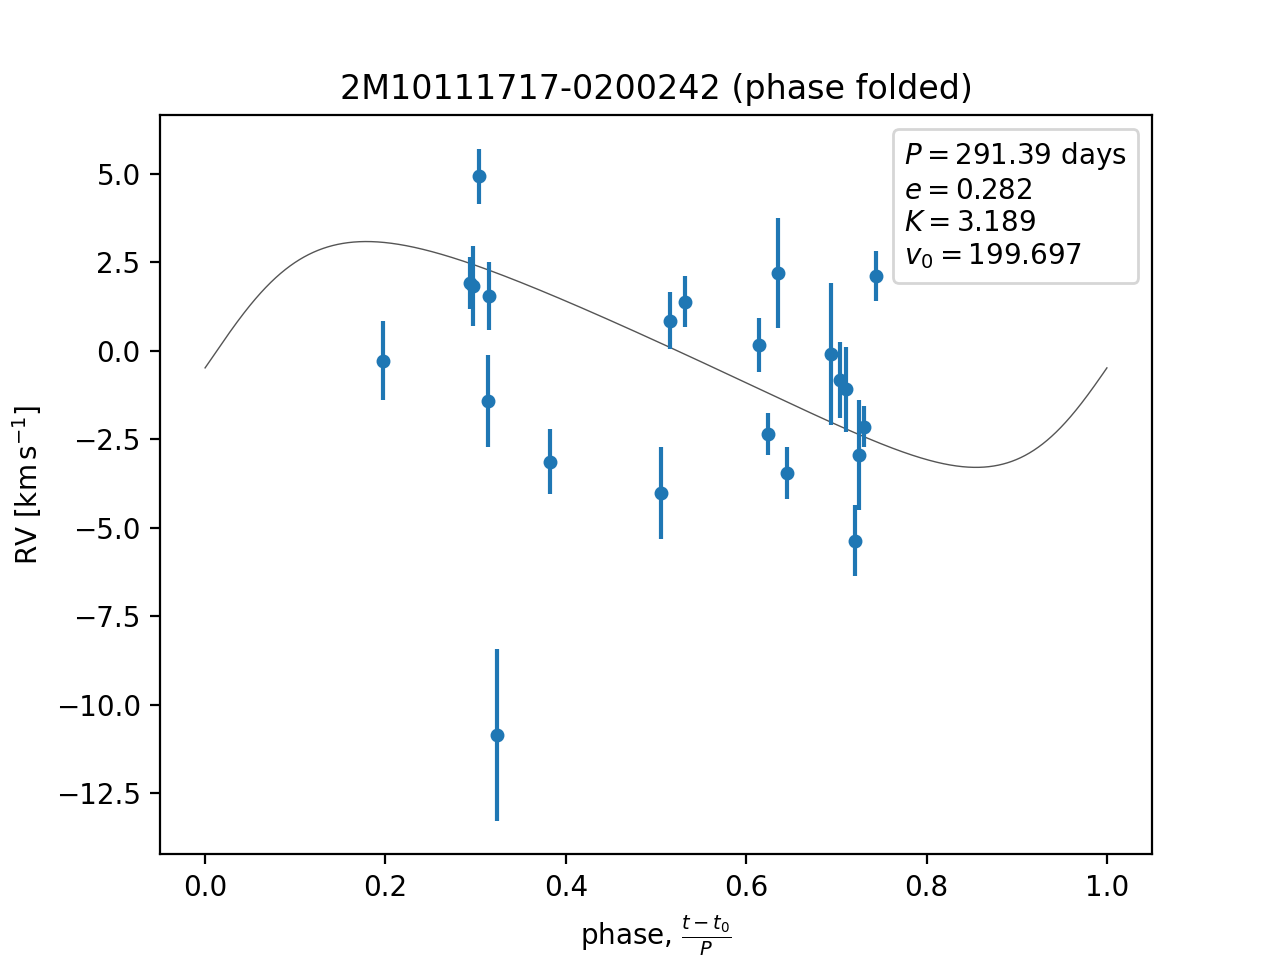 2M10111717-0200242 (phase folded)
P = 291.39 days
e = 0.282
K = 3.189
v₀ = 199.697
5.0
2.5
0.0
−2.5
−5.0
−7.5
−10.0
−12.5
RV [km s⁻¹]
0.0 0.2 0.4 0.6 0.8 1.0
phase, (t − t₀)/P